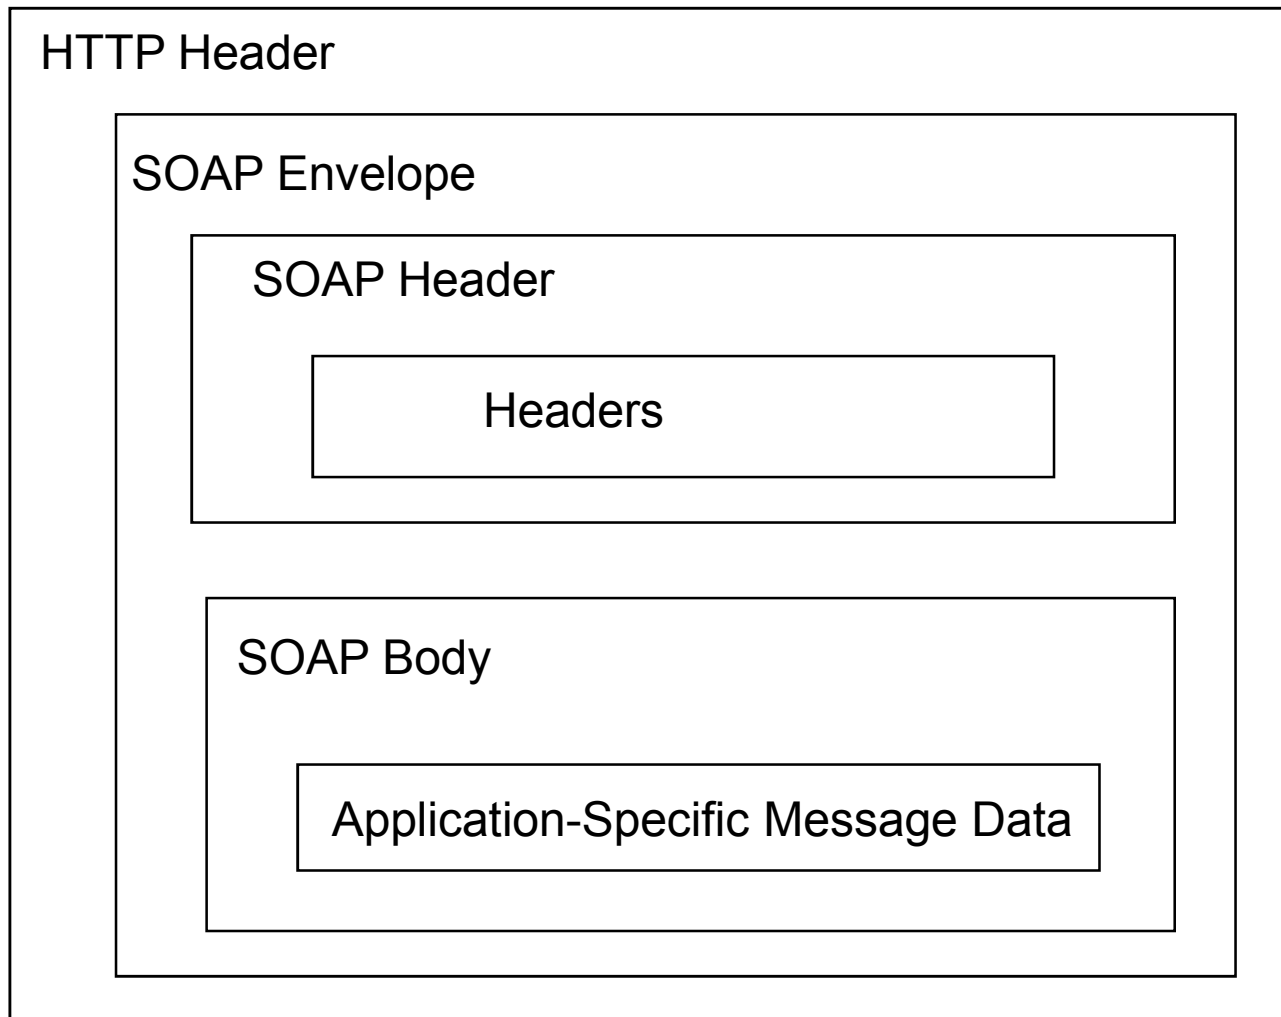 HTTP Header
SOAP Envelope
SOAP Header
Headers
SOAP Body
Application-Specific Message Data